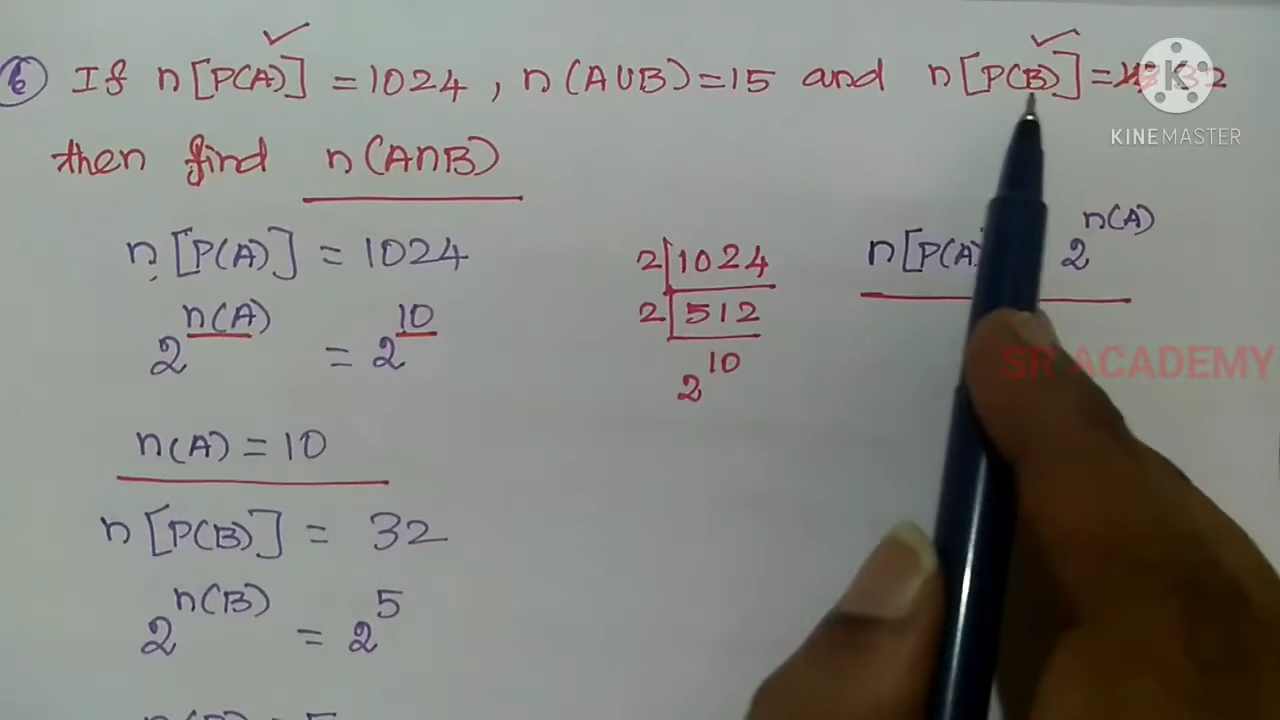 6 If n[P(A)] = 1024, n(A∪B) = 15 and n[P(B)] = 32
KINEMASTER
then find n(A∩B)
n[P(A)] = 1024
2^n(A) = 2^10
n(A) = 10
n[P(B)] = 32
2^n(B) = 2^5
2 | 1024
2 | 512
2^10
n[P(A) 2^n(A)
SR ACADEMY